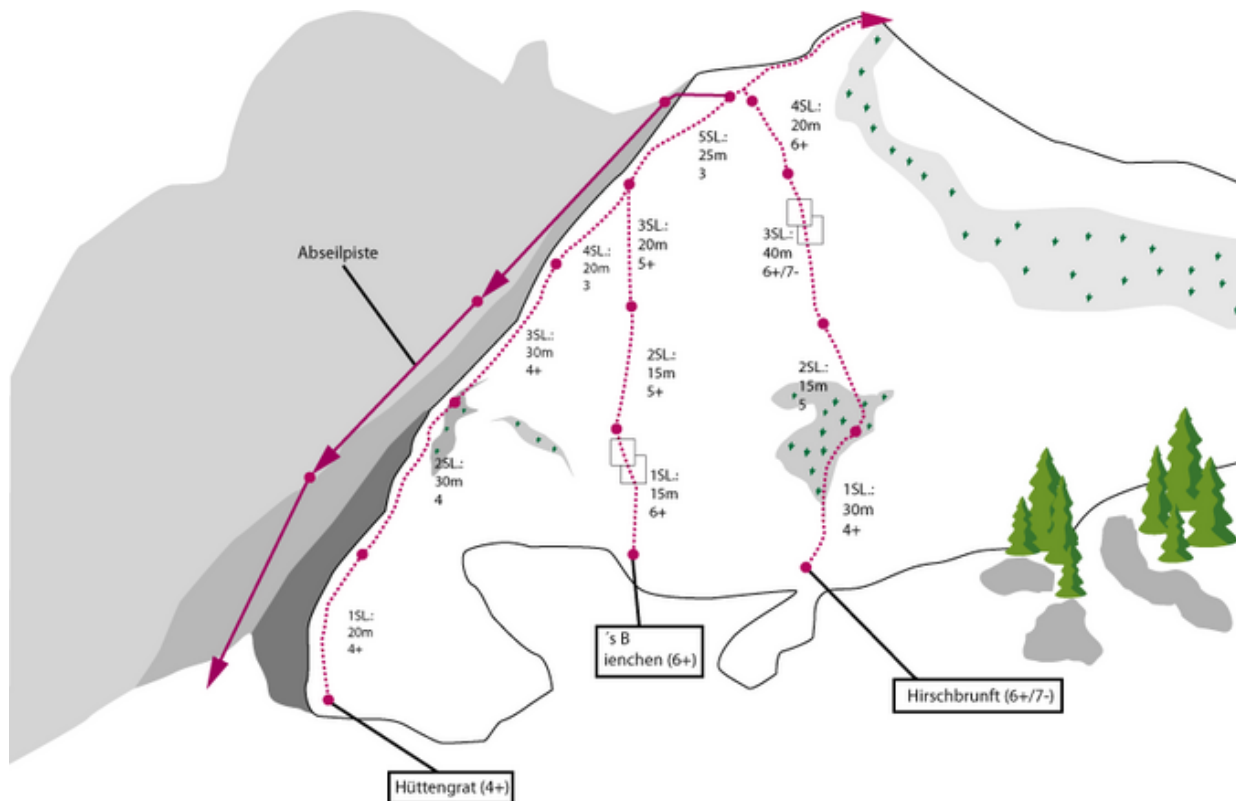 4SL.:
20m
6+
5SL.:
25m
3
3SL.:
20m
5+
3SL.:
40m
6+/7-
Abseilpiste
4SL.:
20m
3
3SL.:
30m
4+
2SL.:
15m
5+
2SL.:
15m
5
2SL.:
30m
4
1SL.:
15m
6+
1SL.:
30m
4+
1SL.:
20m
4+
´s B
ienchen (6+)
Hirschbrunft (6+/7-)
Hüttengrat (4+)